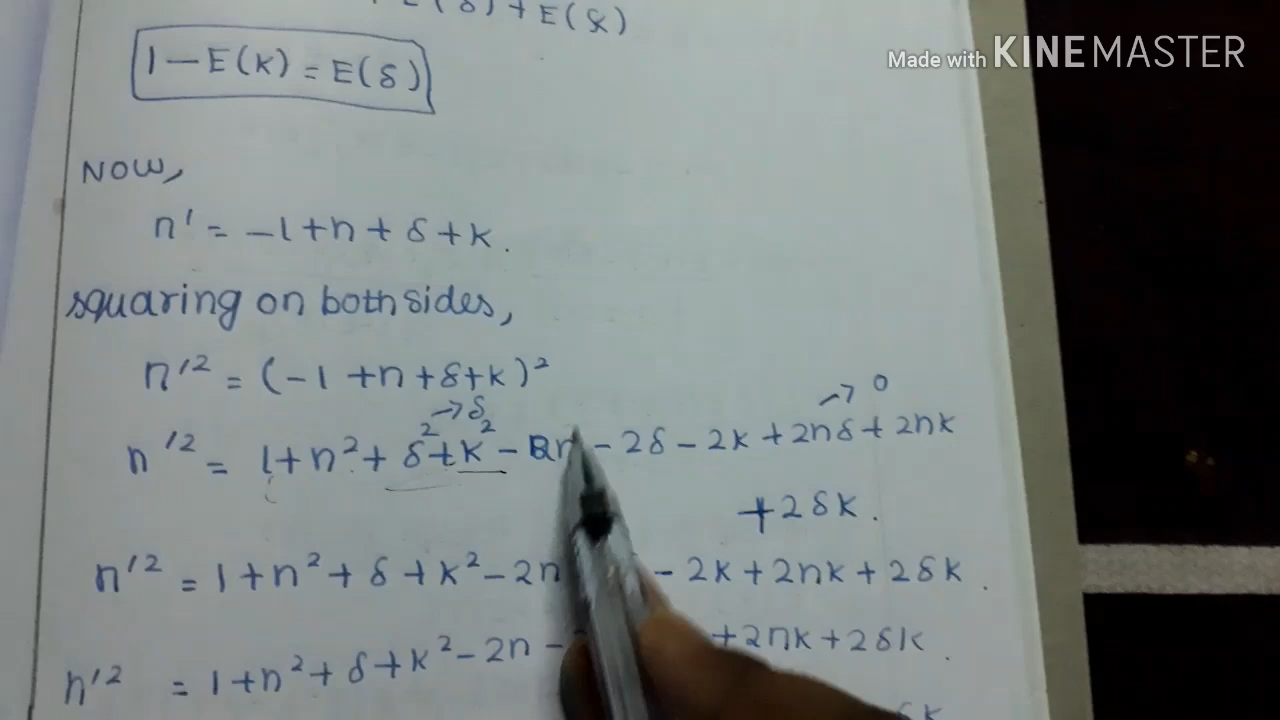 + E(δ) + E(k)
Made with KINEMASTER
1 - E(k) = E(δ)
NOW,
n' = -1 + n + δ + k.
squaring on both sides,
n'² = (-1 + n + δ + k)²
→ δ → 0
n'² = 1 + n² + δ² + k² - 2n - 2δ - 2k + 2nδ + 2nk
+ 2δk.
n'² = 1 + n² + δ + k² - 2n - 2k + 2nk + 2δk.
n'² = 1 + n² + δ + k² - 2n - + 2nk + 2δk.